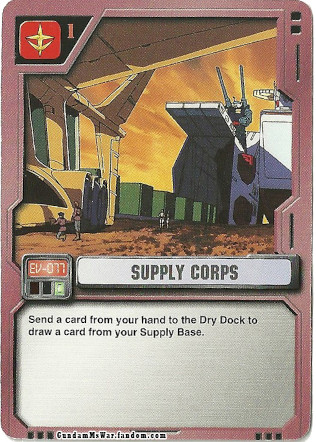 1
EV-077
SUPPLY CORPS
Send a card from your hand to the Dry Dock to
draw a card from your Supply Base.
GundamMsWar.fandom.com